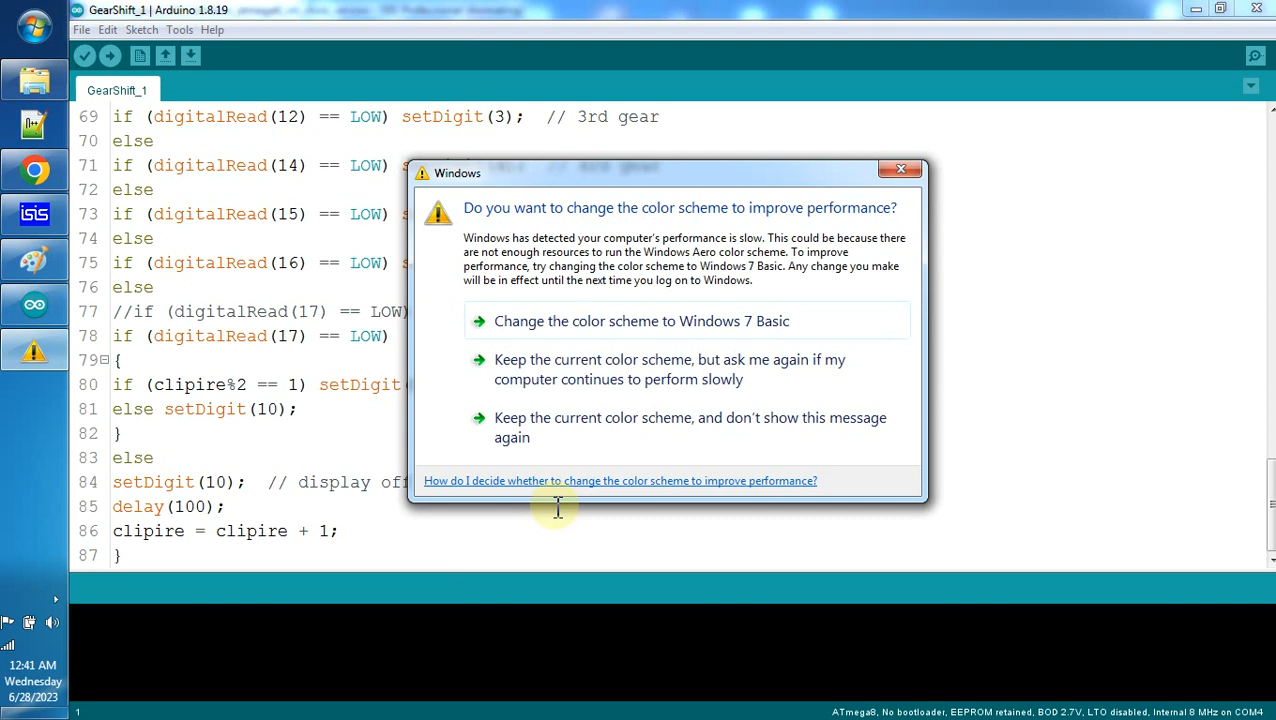 GearShift_1 | Arduino 1.8.19
File Edit Sketch Tools Help
GearShift_1
69 if (digitalRead(12) == LOW) setDigit(3); // 3rd gear
70 else
71 if (digitalRead(14) == LOW)
72 else
73 if (digitalRead(15) == LOW)
74 else
75 if (digitalRead(16) == LOW)
76 else
77 //if (digitalRead(17) == LOW)
78 if (digitalRead(17) == LOW)
79 {
80 if (clipire%2 == 1) setDigit
81 else setDigit(10);
82 }
83 else
84 setDigit(10); // display off
85 delay(100);
86 clipire = clipire + 1;
87 }
Windows
Do you want to change the color scheme to improve performance?
Windows has detected your computer's performance is slow. This could be because there
are not enough resources to run the Windows Aero color scheme. To improve
performance, try changing the color scheme to Windows 7 Basic. Any change you make
will be in effect until the next time you log on to Windows.
Change the color scheme to Windows 7 Basic
Keep the current color scheme, but ask me again if my
computer continues to perform slowly
Keep the current color scheme, and don't show this message
again
How do I decide whether to change the color scheme to improve performance?
isis
12:41 AM
Wednesday
6/28/2023
1
ATmega8, No bootloader, EEPROM retained, BOD 2.7V, LTO disabled, Internal 8 MHz on COM4